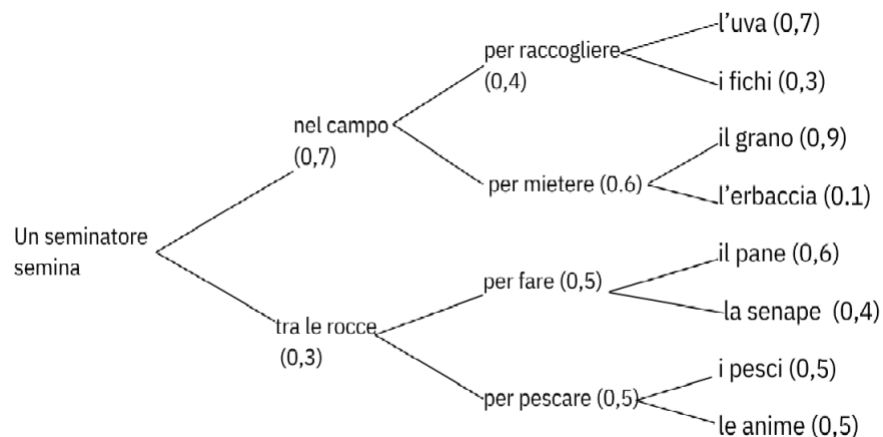 Un seminatore
semina
nel campo
(0,7)
tra le rocce
(0,3)
per raccogliere
(0,4)
per mietere (0.6)
per fare (0,5)
per pescare (0,5)
l'uva (0,7)
i fichi (0,3)
il grano (0,9)
l'erbaccia (0.1)
il pane (0,6)
la senape (0,4)
i pesci (0,5)
le anime (0,5)